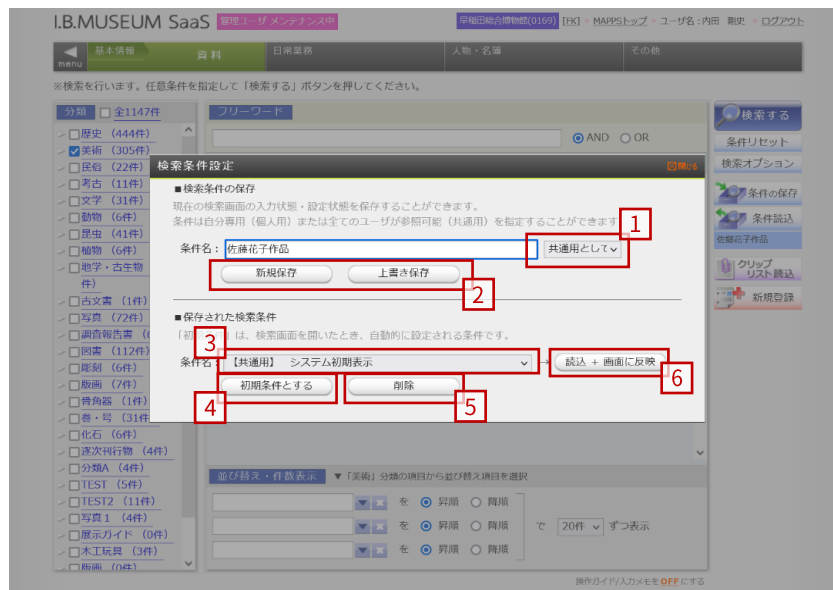 I.B.MUSEUM SaaS 管理ユーザ メンテナンス中 早稲田総合博物館(0169) [FK] - MAPPSトップ - ユーザ名：内田 剛史 - ログアウト
menu 基本情報 資料 日常業務 人物・名簿 その他
※検索を行います。任意条件を指定して「検索する」ボタンを押してください。
分類 全1147件 フリーワード
歴史 （444件） AND OR
美術 （305件）
民俗 （22件）
考古 （11件）
文学 （31件）
動物 （6件）
昆虫 （41件）
植物 （6件）
地学・古生物
件）
古文書 （1件）
写真 （72件）
調査報告書 （6
図書 （112件）
彫刻 （6件）
版画 （7件）
骨角器 （1件）
巻・号 （31件
化石 （6件）
逐次刊行物 （4件）
分類A （4件）
TEST （5件）
TEST2 （11件）
写真１ （4件）
展示ガイド （0件）
木工玩具 （3件）
版画 （0件）
検索条件設定 閉じる
■検索条件の保存
現在の検索画面の入力状態・設定状態を保存することができます。
条件は自分専用（個人用）または全てのユーザが参照可能（共通用）を指定することができます
1
条件名： 佐藤花子作品 共通用として
新規保存 上書き保存
2
■保存された検索条件
「初 」は、検索画面を開いたとき、自動的に設定される条件です。
3
条件名： 【共通用】 システム初期表示 → 読込 + 画面に反映
6
初期条件とする 削除
4 5
並び替え・件数表示 ▼「美術」分類の項目から並び替え項目を選択
を 昇順 降順
を 昇順 降順 で 20件 ずつ表示
を 昇順 降順
検索する
条件リセット
検索オプション
条件の保存
条件読込
佐藤花子作品
クリップ
リスト読込
新規登録
操作ガイド/入力メモをOFFにする